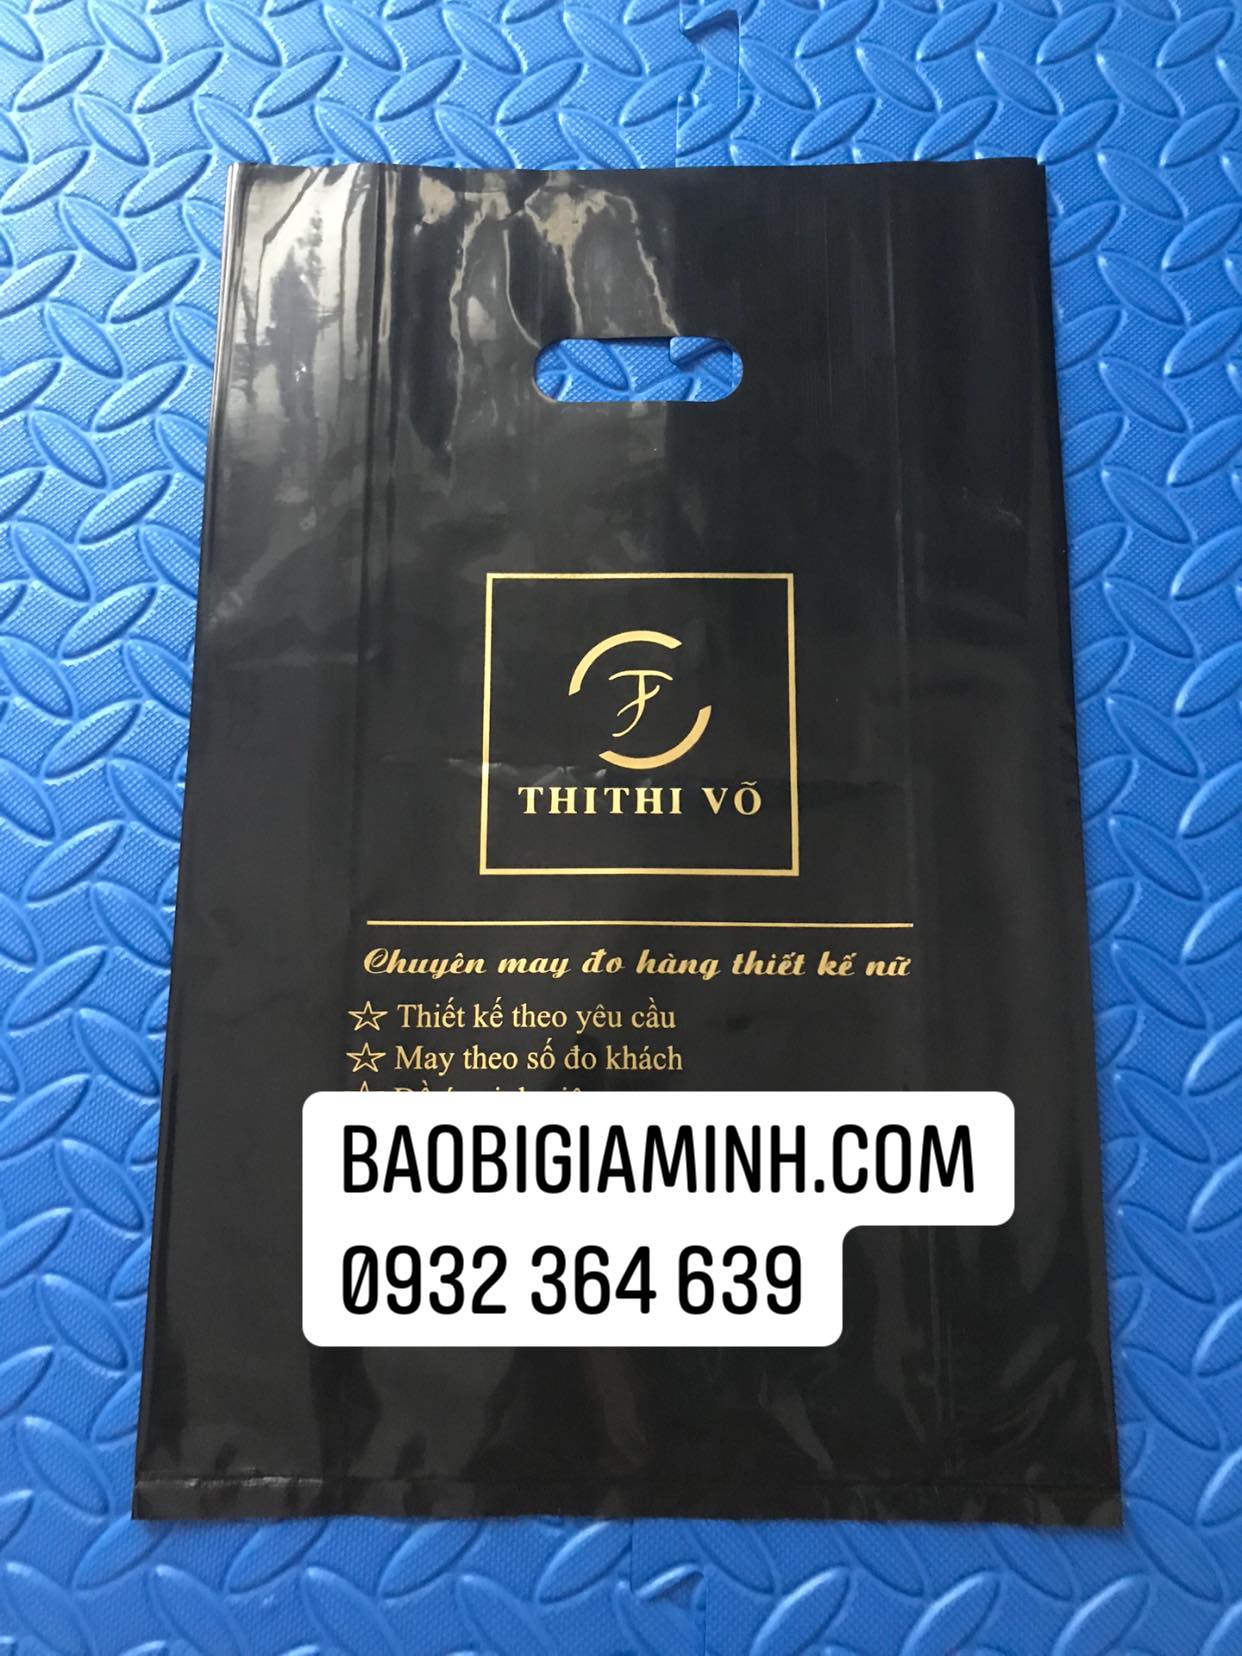 THITHI VÕ
Chuyên may đo hàng thiết kế nữ
Thiết kế theo yêu cầu
May theo số đo khách
BAOBIGIAMINH.COM
0932 364 639